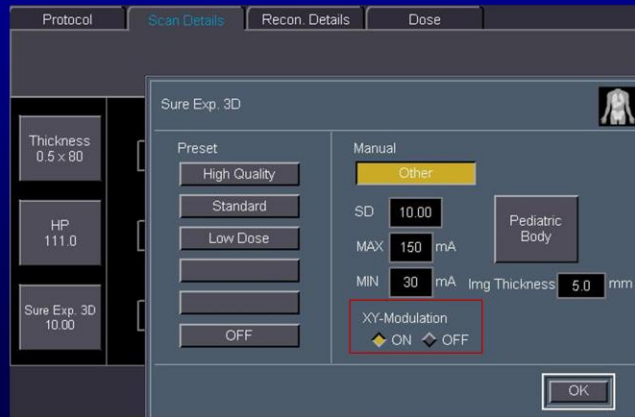 Protocol
Scan Details
Recon. Details
Dose
Sure Exp. 3D
Thickness
0.5 x 80
HP
111.0
Sure Exp. 3D
10.00
Preset
High Quality
Standard
Low Dose
OFF
Manual
Other
SD 10.00
MAX 150 mA
MIN 30 mA
Pediatric
Body
Img Thickness 5.0 mm
XY-Modulation
ON OFF
OK